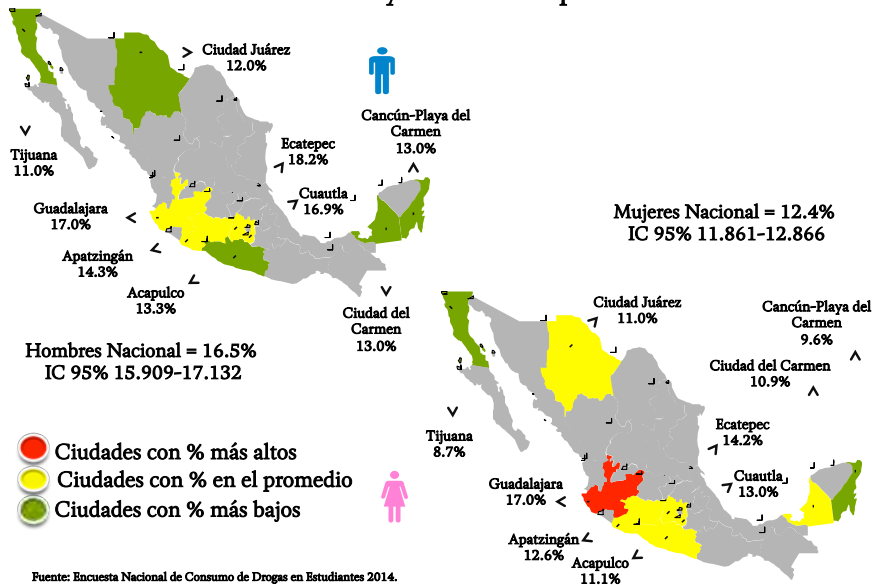 Ciudad Juárez
12.0%
Cancún-Playa del
Carmen
13.0%
Tijuana
11.0%
Ecatepec
18.2%
Cuautla
16.9%
Guadalajara
17.0%
Apatzingán
14.3%
Acapulco
13.3%
Ciudad del
Carmen
13.0%
Hombres Nacional = 16.5%
IC 95% 15.909-17.132
Mujeres Nacional = 12.4%
IC 95% 11.861-12.866
Ciudad Juárez
11.0%
Cancún-Playa del
Carmen
9.6%
Ciudad del Carmen
10.9%
Tijuana
8.7%
Ecatepec
14.2%
Cuautla
13.0%
Guadalajara
17.0%
Apatzingán
12.6%
Acapulco
11.1%
Ciudades con % más altos
Ciudades con % en el promedio
Ciudades con % más bajos
Fuente: Encuesta Nacional de Consumo de Drogas en Estudiantes 2014.